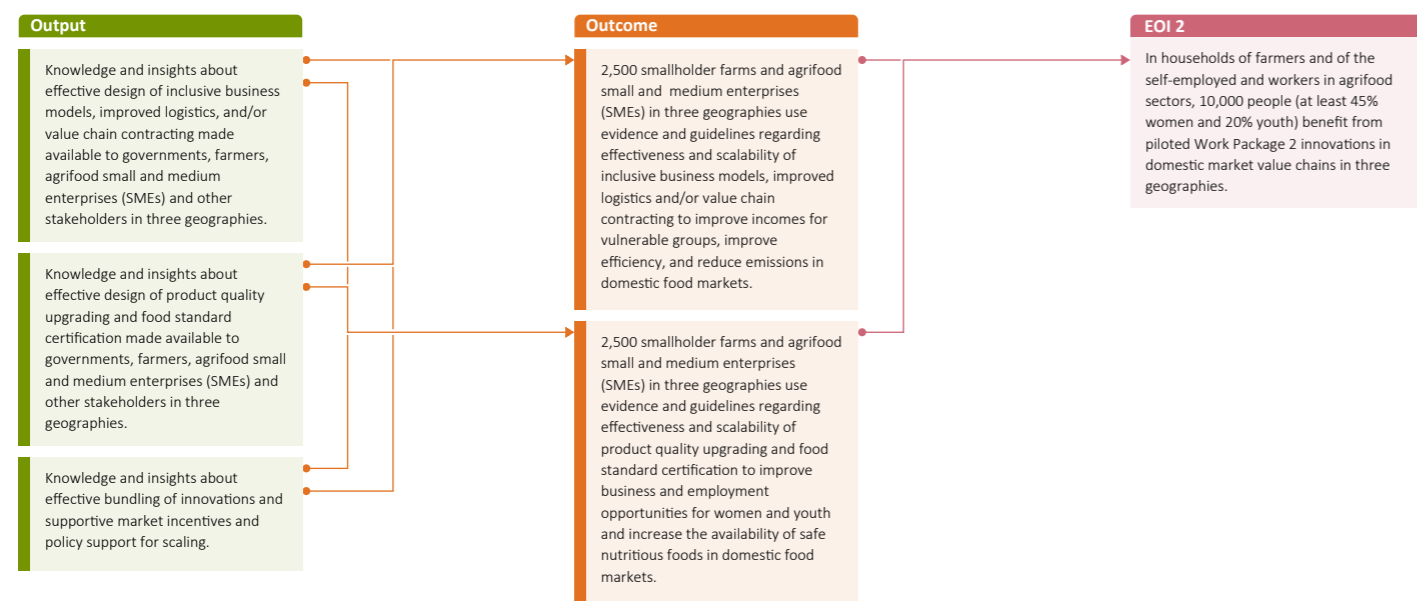 Output
Knowledge and insights about
effective design of inclusive business
models, improved logistics, and/or
value chain contracting made
available to governments, farmers,
agrifood small and medium
enterprises (SMEs) and other
stakeholders in three geographies.
Knowledge and insights about
effective design of product quality
upgrading and food standard
certification made available to
governments, farmers, agrifood small
and medium enterprises (SMEs) and
other stakeholders in three
geographies.
Knowledge and insights about
effective bundling of innovations and
supportive market incentives and
policy support for scaling.
Outcome
2,500 smallholder farms and agrifood
small and medium enterprises
(SMEs) in three geographies use
evidence and guidelines regarding
effectiveness and scalability of
inclusive business models, improved
logistics and/or value chain
contracting to improve incomes for
vulnerable groups, improve
efficiency, and reduce emissions in
domestic food markets.
2,500 smallholder farms and agrifood
small and medium enterprises
(SMEs) in three geographies use
evidence and guidelines regarding
effectiveness and scalability of
product quality upgrading and food
standard certification to improve
business and employment
opportunities for women and youth
and increase the availability of safe
nutritious foods in domestic food
markets.
EOI 2
In households of farmers and of the
self-employed and workers in agrifood
sectors, 10,000 people (at least 45%
women and 20% youth) benefit from
piloted Work Package 2 innovations in
domestic market value chains in three
geographies.